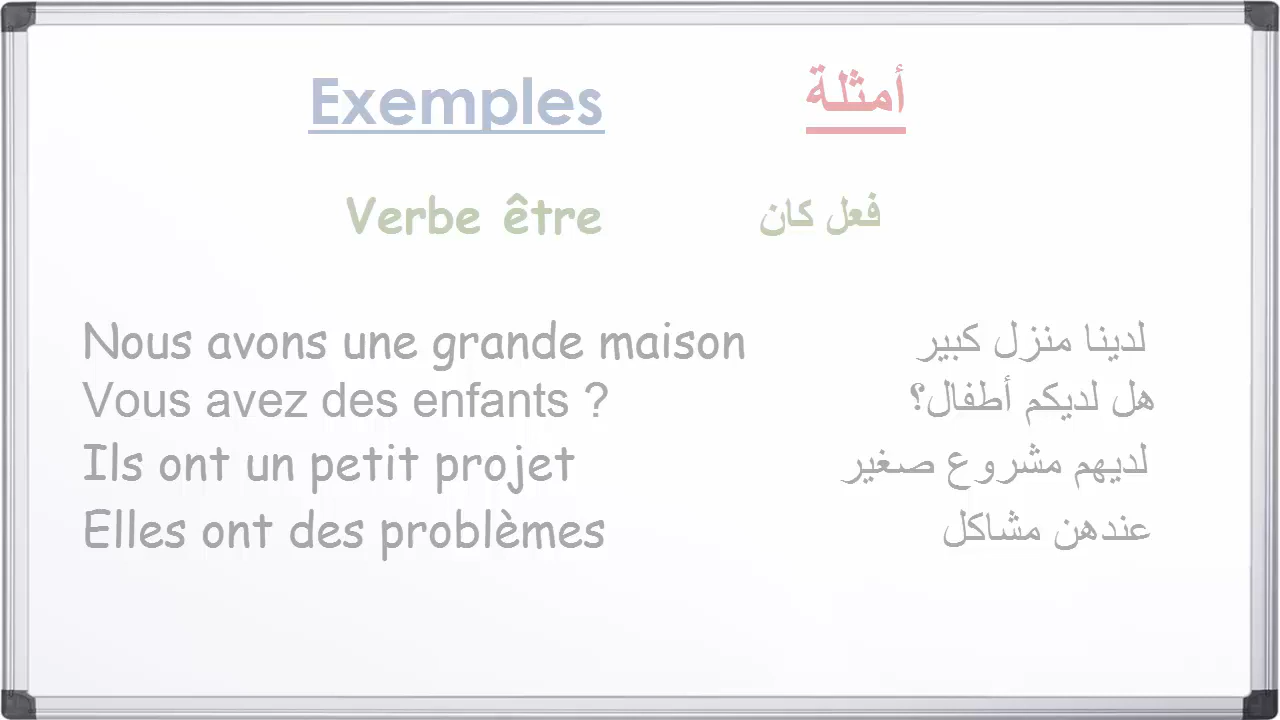 Exemples أمثلة
Verbe être فعل كان
Nous avons une grande maison لدينا منزل كبير
Vous avez des enfants ? هل لديكم أطفال؟
Ils ont un petit projet لديهم مشروع صغير
Elles ont des problèmes عندهن مشاكل